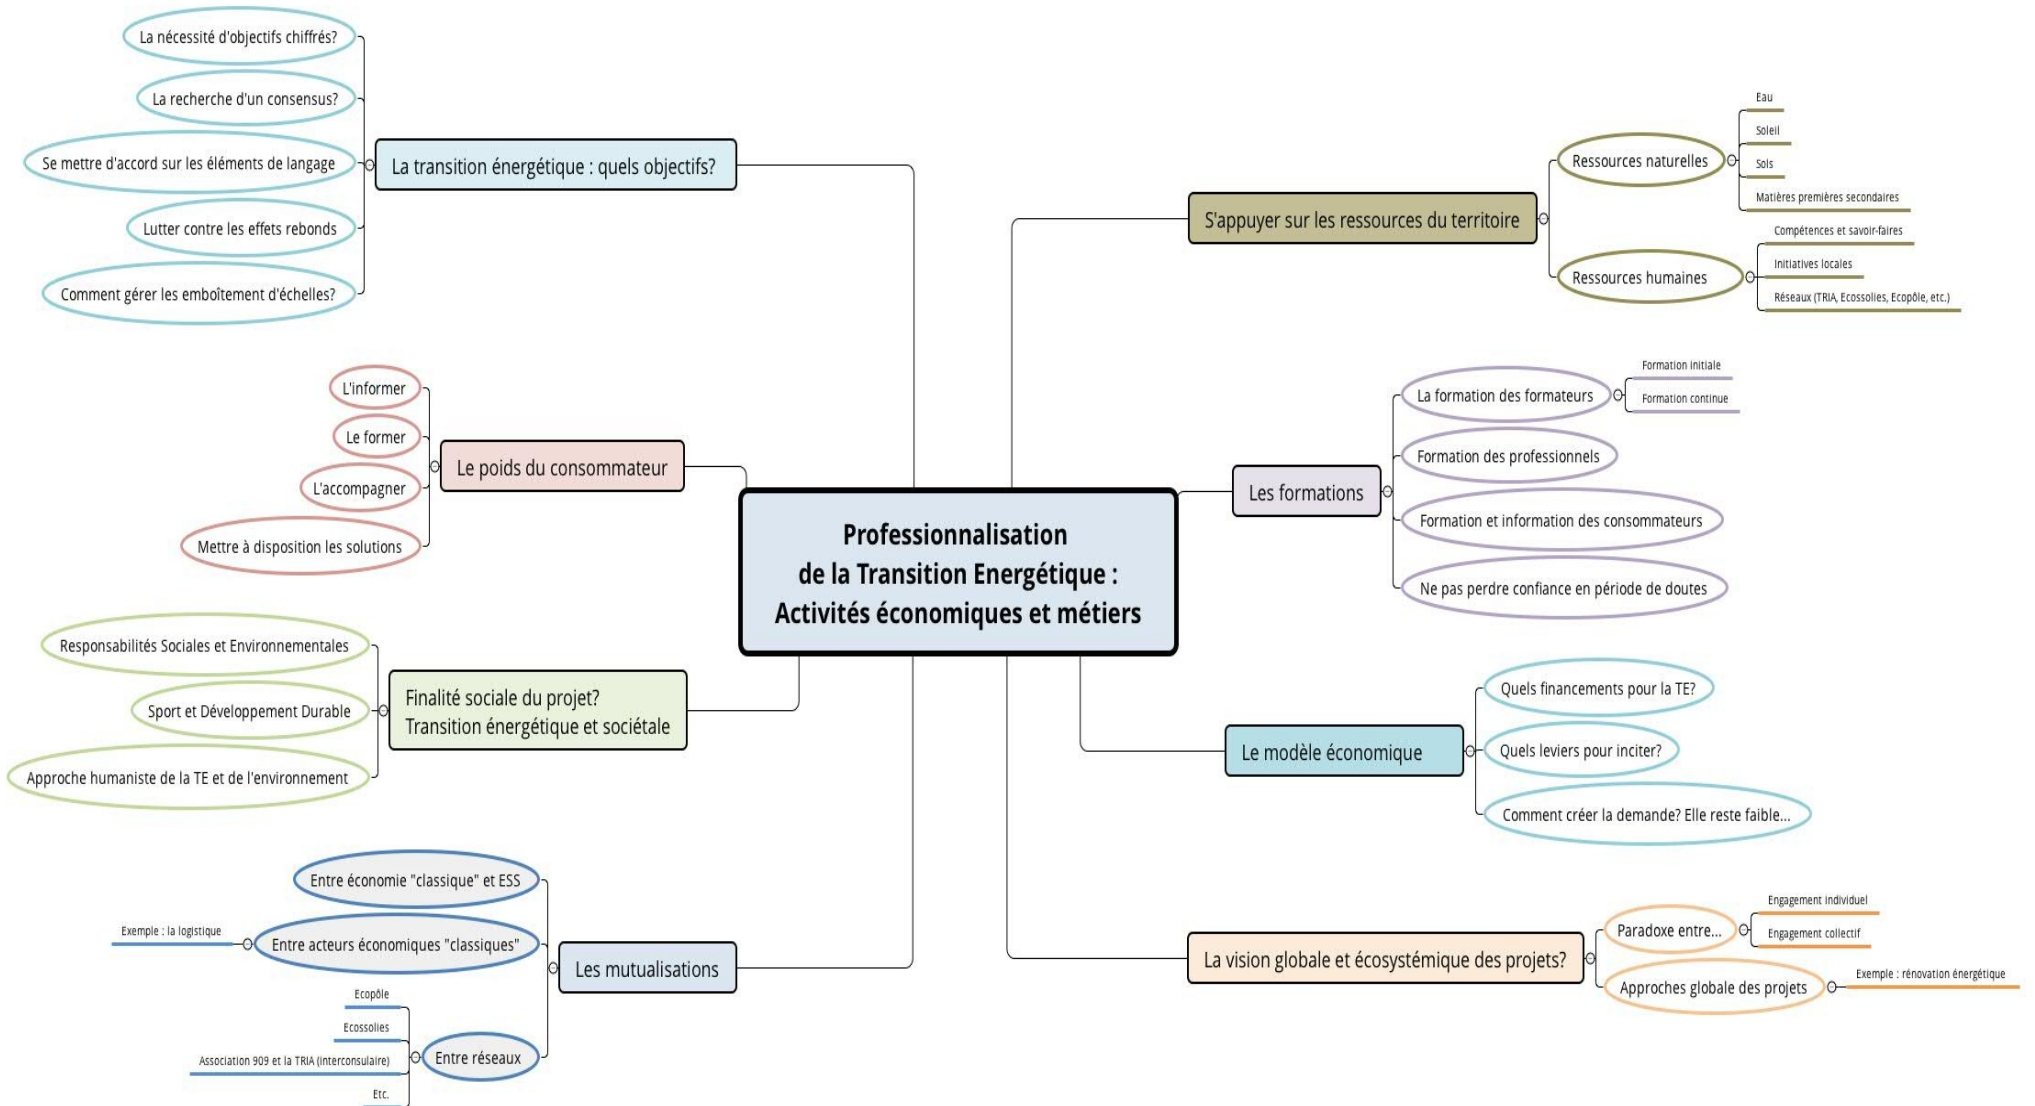 La nécessité d'objectifs chiffrés?
La recherche d'un consensus?
Se mettre d'accord sur les éléments de langage
Lutter contre les effets rebonds
Comment gérer les emboîtement d'échelles?
La transition énergétique : quels objectifs?
L'informer
Le former
L'accompagner
Mettre à disposition les solutions
Le poids du consommateur
Responsabilités Sociales et Environnementales
Sport et Développement Durable
Approche humaniste de la TE et de l'environnement
Finalité sociale du projet?
Transition énergétique et sociétale
Entre économie "classique" et ESS
Exemple : la logistique
Entre acteurs économiques "classiques"
Ecopôle
Ecossolies
Association 909 et la TRIA (interconsulaire)
Etc.
Entre réseaux
Les mutualisations
Professionnalisation
de la Transition Energétique :
Activités économiques et métiers
S'appuyer sur les ressources du territoire
Ressources naturelles
Eau
Soleil
Sols
Matières premières secondaires
Ressources humaines
Compétences et savoir-faires
Initiatives locales
Réseaux (TRIA, Ecossolies, Ecopôle, etc.)
Les formations
La formation des formateurs
Formation initiale
Formation continue
Formation des professionnels
Formation et information des consommateurs
Ne pas perdre confiance en période de doutes
Le modèle économique
Quels financements pour la TE?
Quels leviers pour inciter?
Comment créer la demande? Elle reste faible...
La vision globale et écosystémique des projets?
Paradoxe entre...
Engagement individuel
Engagement collectif
Approches globale des projets
Exemple : rénovation énergétique